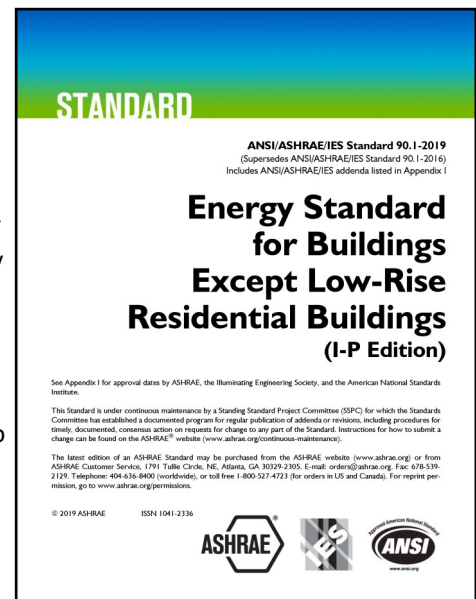 STANDARD
ANSI/ASHRAE/IES Standard 90.1-2019
(Supersedes ANSI/ASHRAE/IES Standard 90.1-2016)
Includes ANSI/ASHRAE/IES addenda listed in Appendix I
Energy Standard
for Buildings
Except Low-Rise
Residential Buildings
(I-P Edition)
See Appendix I for approval dates by ASHRAE, the Illuminating Engineering Society, and the American National Standards
Institute.
This Standard is under continuous maintenance by a Standing Standard Project Committee (SSPC) for which the Standards
Committee has established a documented program for regular publication of addenda or revisions, including procedures for
timely, documented, consensus action on requests for change to any part of the Standard. Instructions for how to submit a
change can be found on the ASHRAE® website (www.ashrae.org/continuous-maintenance).
The latest edition of an ASHRAE Standard may be purchased from the ASHRAE website (www.ashrae.org) or from
ASHRAE Customer Service, 1791 Tullie Circle, NE, Atlanta, GA 30329-2305. E-mail: orders@ashrae.org. Fax: 678-539-
2129. Telephone: 404-636-8400 (worldwide), or toll free 1-800-527-4723 (for orders in US and Canada). For reprint per-
mission, go to www.ashrae.org/permissions.
© 2019 ASHRAE ISSN 1041-2336
ASHRAE IES Approved American National Standard ANSI
www.ansi.org